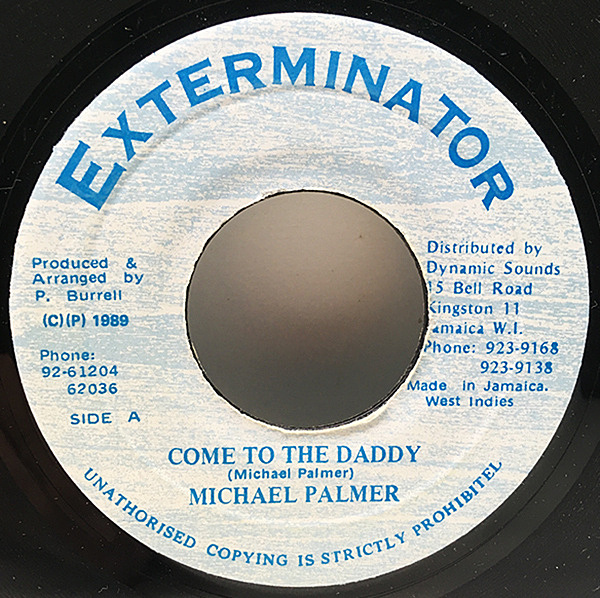 EXTERMINATOR
Produced &
Arranged by
P. Burrell
(C)(P) 1989
Phone:
92-61204
62036
SIDE A
Distributed by
Dynamic Sounds
15 Bell Road
Kingston 11
Jamaica W.I.
Phone: 923-9168
923-9138
Made in Jamaica.
West Indies
COME TO THE DADDY
(Michael Palmer)
MICHAEL PALMER
UNATHORISED COPYING IS STRICTLY PROHIBITEL